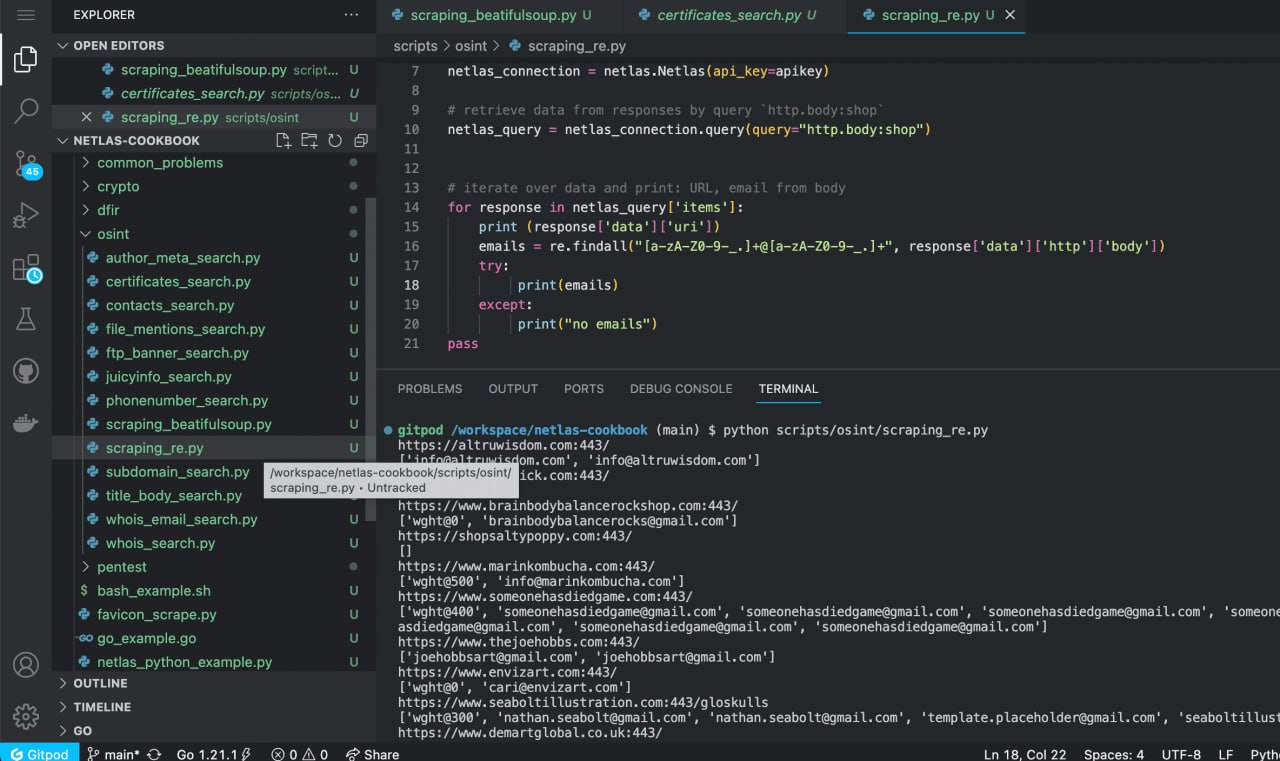 EXPLORER
OPEN EDITORS
scraping_beatifulsoup.py script... U
certificates_search.py scripts/os... U
scraping_re.py scripts/osint U
NETLAS-COOKBOOK
45
common_problems
crypto
dfir
osint
author_meta_search.py U
certificates_search.py U
contacts_search.py U
file_mentions_search.py U
ftp_banner_search.py U
juicyinfo_search.py U
phonenumber_search.py U
scraping_beatifulsoup.py U
scraping_re.py U
subdomain_search.py
title_body_search.py
whois_email_search.py U
whois_search.py U
pentest
$ bash_example.sh U
favicon_scrape.py U
go_example.go U
netlas_python_example.py U
OUTLINE
TIMELINE
GO
/workspace/netlas-cookbook/scripts/osint/
scraping_re.py • Untracked
scraping_beatifulsoup.py U certificates_search.py U scraping_re.py U
scripts > osint > scraping_re.py
7 netlas_connection = netlas.Netlas(api_key=apikey)
8
9 # retrieve data from responses by query `http.body:shop`
10 netlas_query = netlas_connection.query(query="http.body:shop")
11
12
13 # iterate over data and print: URL, email from body
14 for response in netlas_query['items']:
15 print (response['data']['uri'])
16 emails = re.findall("[a-zA-Z0-9-_.]+@[a-zA-Z0-9-_.]+", response['data']['http']['body'])
17 try:
18 print(emails)
19 except:
20 print("no emails")
21 pass
PROBLEMS OUTPUT PORTS DEBUG CONSOLE TERMINAL
gitpod /workspace/netlas-cookbook (main) $ python scripts/osint/scraping_re.py
https://altruwisdom.com:443/
['info@altruwisdom.com', 'info@altruwisdom.com']
ick.com:443/
https://www.brainbodybalancerockshop.com:443/
['wght@0', 'brainbodybalancerocks@gmail.com']
https://shopsaltypoppy.com:443/
[]
https://www.marinkombucha.com:443/
['wght@500', 'info@marinkombucha.com']
https://www.someonehasdiedgame.com:443/
['wght@400', 'someonehasdiedgame@gmail.com', 'someonehasdiedgame@gmail.com', 'someonehasdiedgame@gmail.com', 'someone
asdiedgame@gmail.com', 'someonehasdiedgame@gmail.com', 'someonehasdiedgame@gmail.com']
https://www.thejoehobbs.com:443/
['joehobbsart@gmail.com', 'joehobbsart@gmail.com']
https://www.envizart.com:443/
['wght@0', 'cari@envizart.com']
https://www.seaboltillustration.com:443/gloskulls
['wght@300', 'nathan.seabolt@gmail.com', 'nathan.seabolt@gmail.com', 'template.placeholder@gmail.com', 'seaboltillust
https://www.demartglobal.co.uk:443/
Gitpod main* Go 1.21.1 0 0 Share Ln 18, Col 22 Spaces: 4 UTF-8 LF Pyth